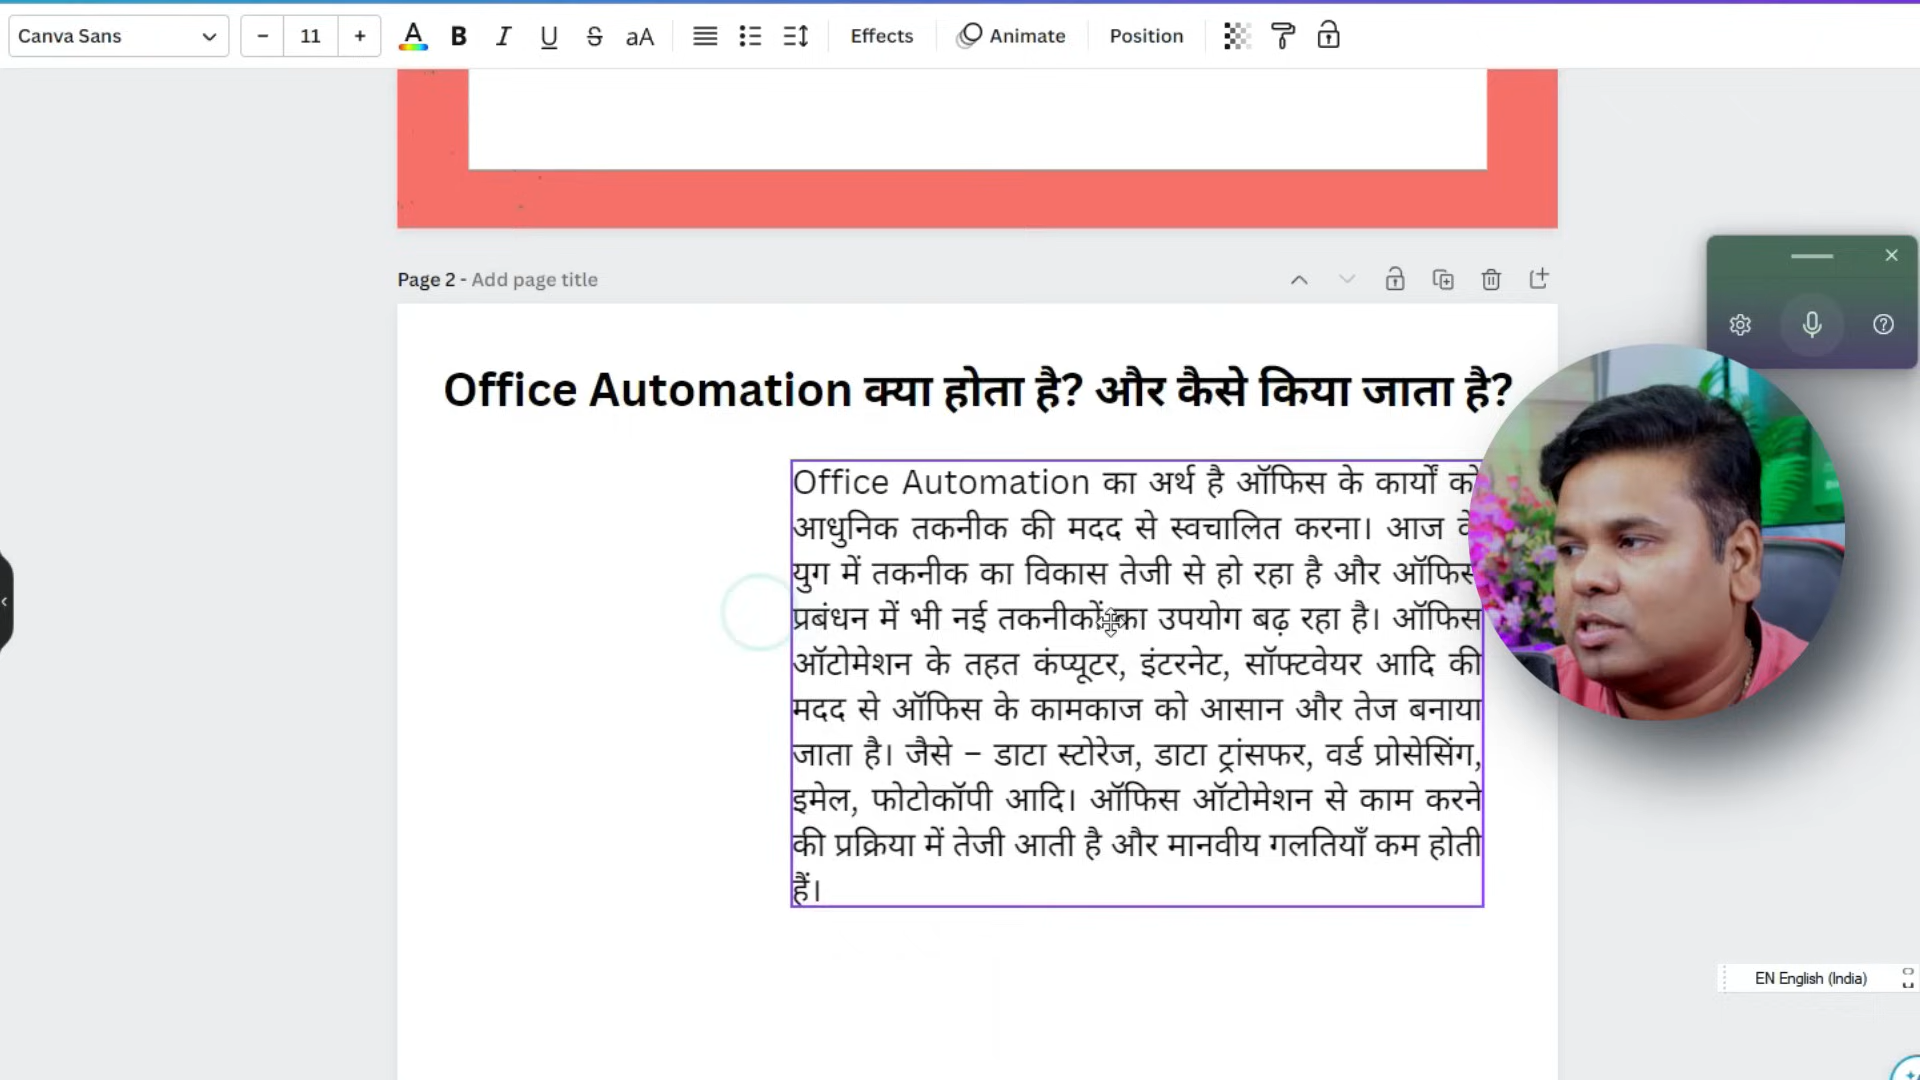 Canva Sans
− 11 +
A B I U S aA
Effects
Animate
Position
Page 2 - Add page title
Office Automation क्या होता है? और कैसे किया जाता है?
Office Automation का अर्थ है ऑफिस के कार्यों को
आधुनिक तकनीक की मदद से स्वचालित करना। आज के
युग में तकनीक का विकास तेजी से हो रहा है और ऑफिस
प्रबंधन में भी नई तकनीकों का उपयोग बढ़ रहा है। ऑफिस
ऑटोमेशन के तहत कंप्यूटर, इंटरनेट, सॉफ्टवेयर आदि की
मदद से ऑफिस के कामकाज को आसान और तेज बनाया
जाता है। जैसे – डाटा स्टोरेज, डाटा ट्रांसफर, वर्ड प्रोसेसिंग,
इमेल, फोटोकॉपी आदि। ऑफिस ऑटोमेशन से काम करने
की प्रक्रिया में तेजी आती है और मानवीय गलतियाँ कम होती
हैं।
EN English (India)